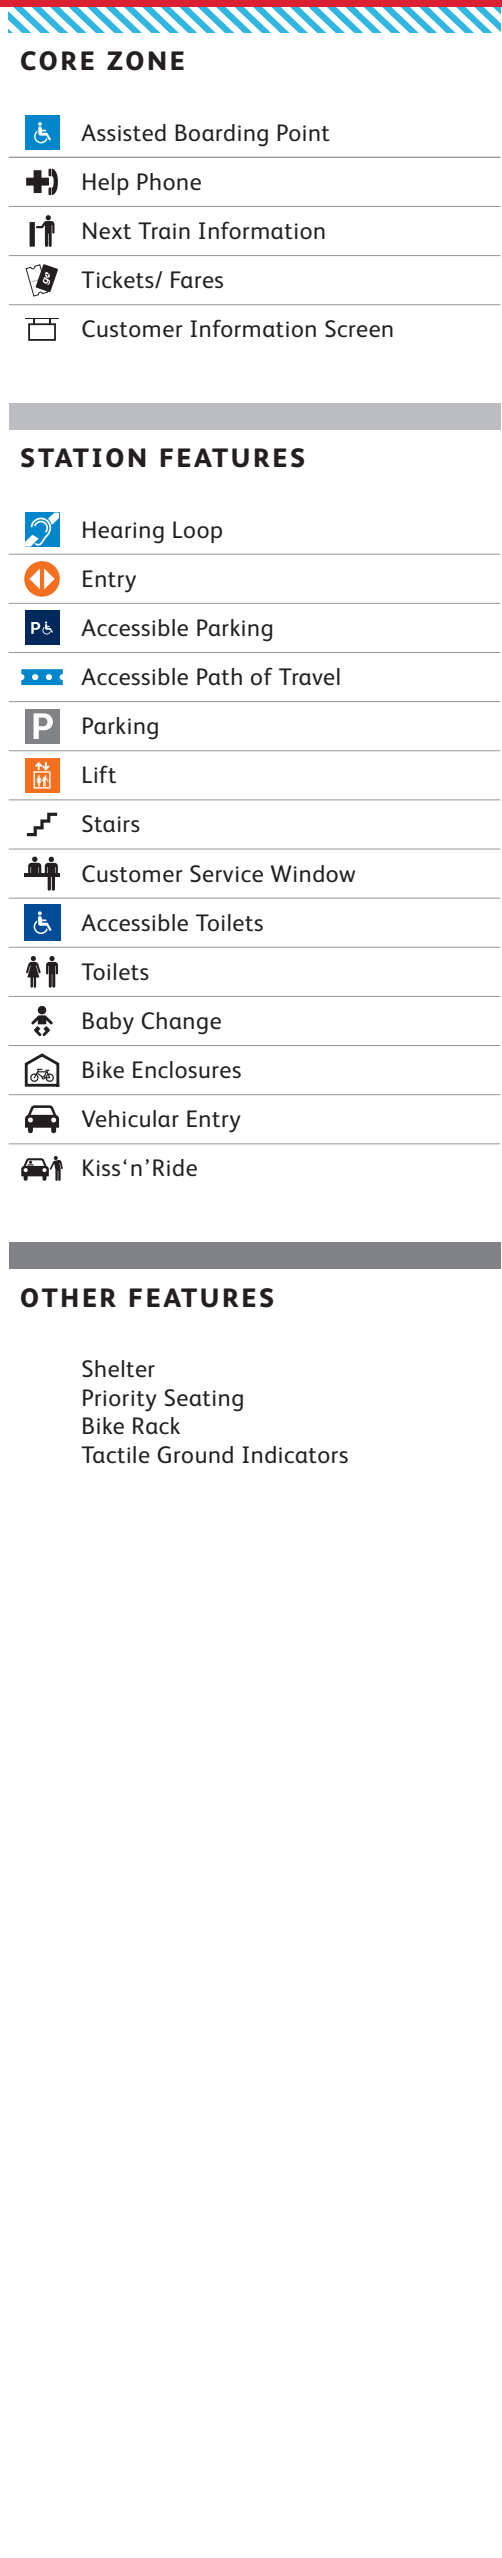 CORE ZONE
Assisted Boarding Point
Help Phone
Next Train Information
Tickets/ Fares
Customer Information Screen
STATION FEATURES
Hearing Loop
Entry
P
Accessible Parking
Accessible Path of Travel
P
Parking
Lift
Stairs
Customer Service Window
Accessible Toilets
Toilets
Baby Change
Bike Enclosures
Vehicular Entry
Kiss‘n’Ride
OTHER FEATURES
Shelter
Priority Seating
Bike Rack
Tactile Ground Indicators